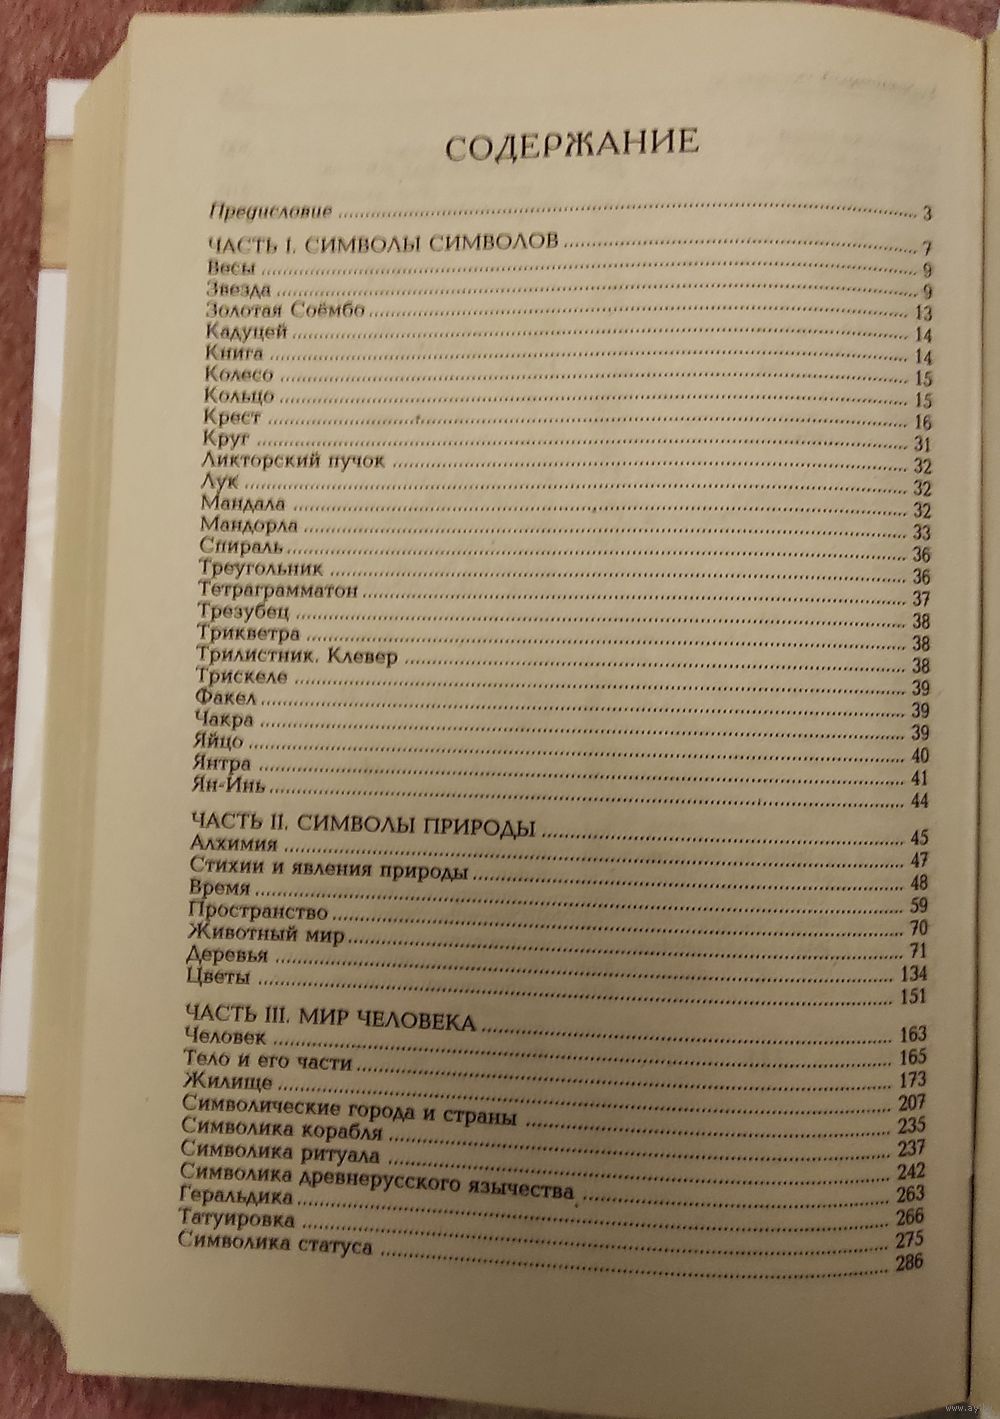 СОДЕРЖАНИЕ
Предисловие ... 3
ЧАСТЬ I. СИМВОЛЫ СИМВОЛОВ ... 7
Весы ... 9
Звезда ... 9
Золотая Соёмбо ... 13
Кадуцей ... 14
Книга ... 14
Колесо ... 15
Кольцо ... 15
Крест ... 16
Круг ... 31
Ликторский пучок ... 32
Лук ... 32
Мандала ... 32
Мандорла ... 33
Спираль ... 36
Треугольник ... 36
Тетраграмматон ... 37
Трезубец ... 38
Трикветра ... 38
Трилистник. Клевер ... 38
Трискеле ... 39
Факел ... 39
Чакра ... 39
Яйцо ... 40
Янтра ... 41
Ян-Инь ... 44
ЧАСТЬ II. СИМВОЛЫ ПРИРОДЫ ... 45
Алхимия ... 47
Стихии и явления природы ... 48
Время ... 59
Пространство ... 70
Животный мир ... 71
Деревья ... 134
Цветы ... 151
ЧАСТЬ III. МИР ЧЕЛОВЕКА ... 163
Человек ... 165
Тело и его части ... 173
Жилище ... 207
Символические города и страны ... 235
Символика корабля ... 237
Символика ритуала ... 242
Символика древнерусского язычества ... 263
Геральдика ... 266
Татуировка ... 275
Символика статуса ... 286